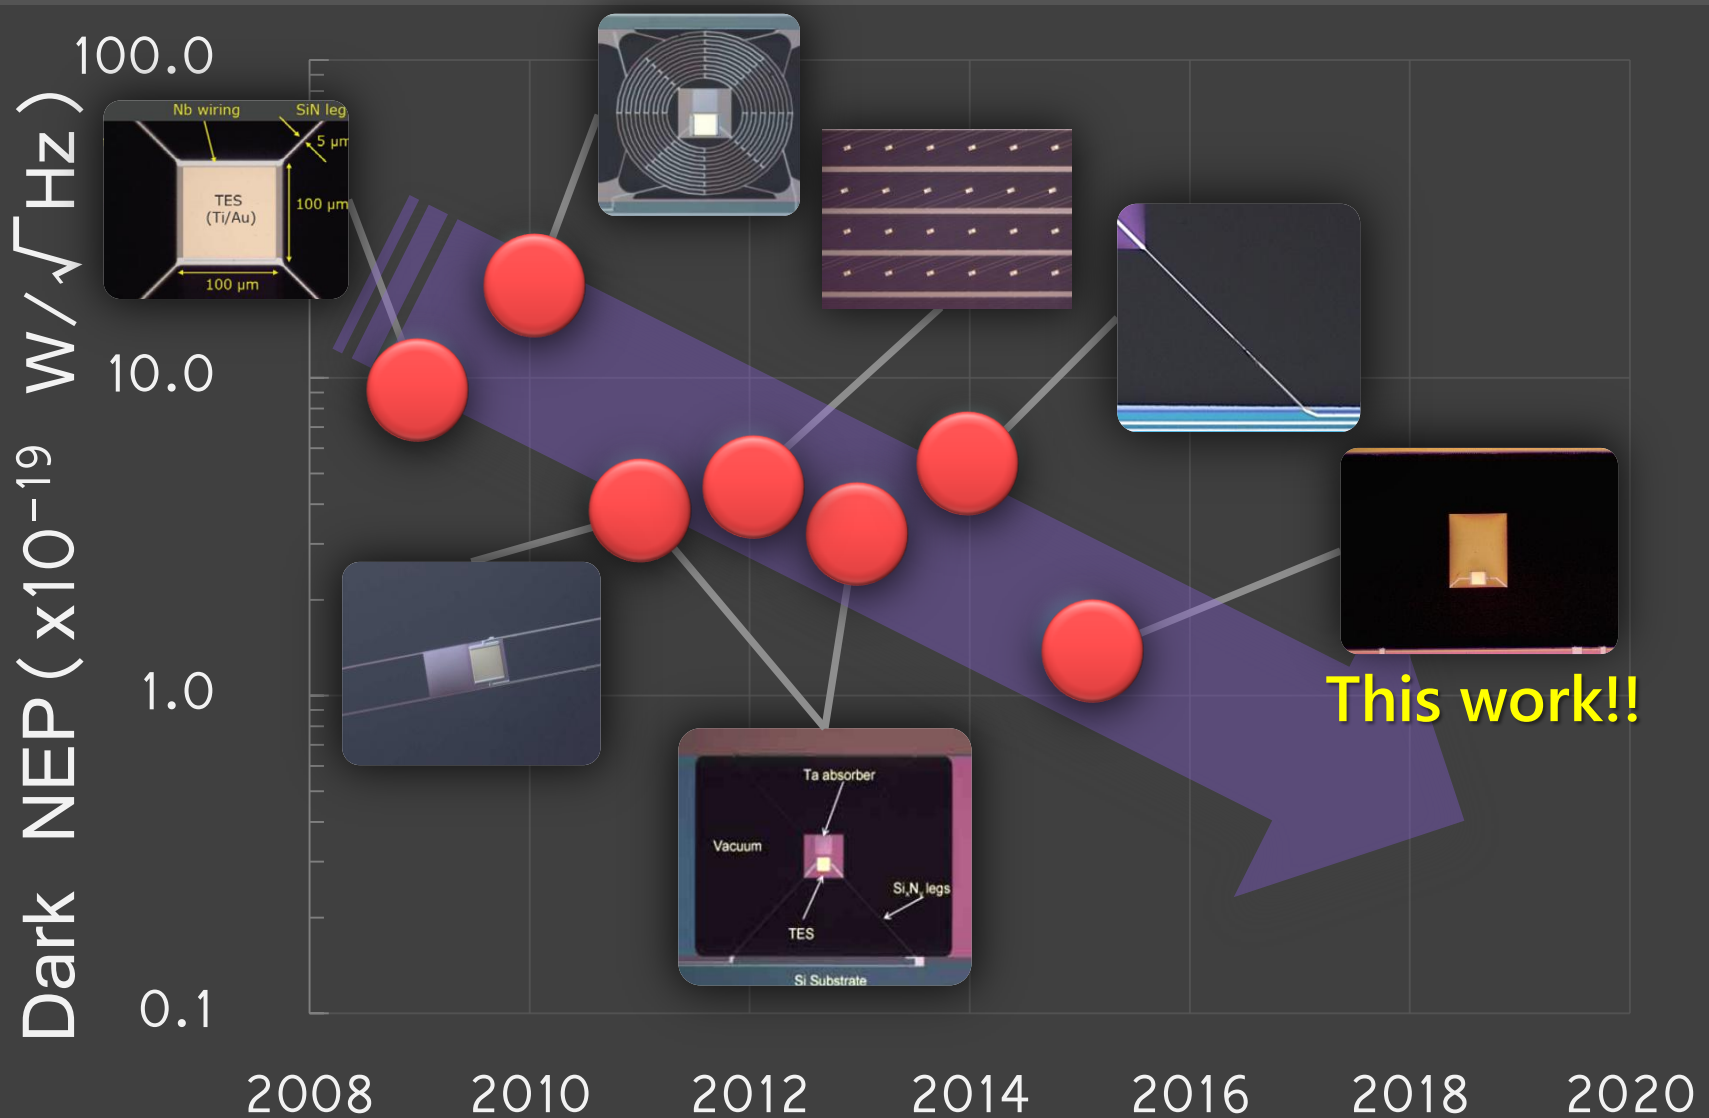 Dark NEP(x10⁻¹⁹ W/√Hz)
100.0
10.0
1.0
0.1
2008 2010 2012 2014 2016 2018 2020
Nb wiring
SiN leg
5 μm
TES
(Ti/Au)
100 μm
100 μm
This work!!
Ta absorber
Vacuum
SiₓNᵧ legs
TES
Si Substrate